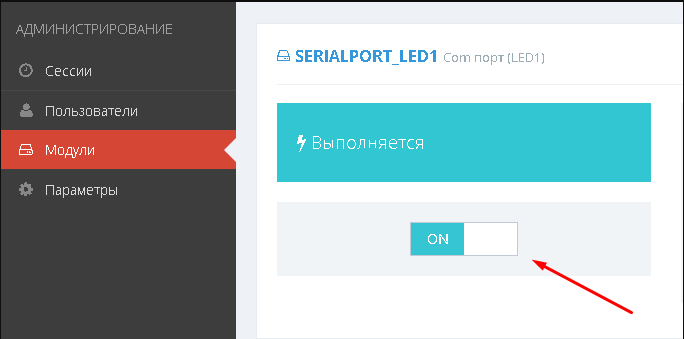 АДМИНИСТРИРОВАНИЕ
Сессии
Пользователи
Модули
Параметры
SERIALPORT_LED1 Com порт (LED1)
Выполняется
ON